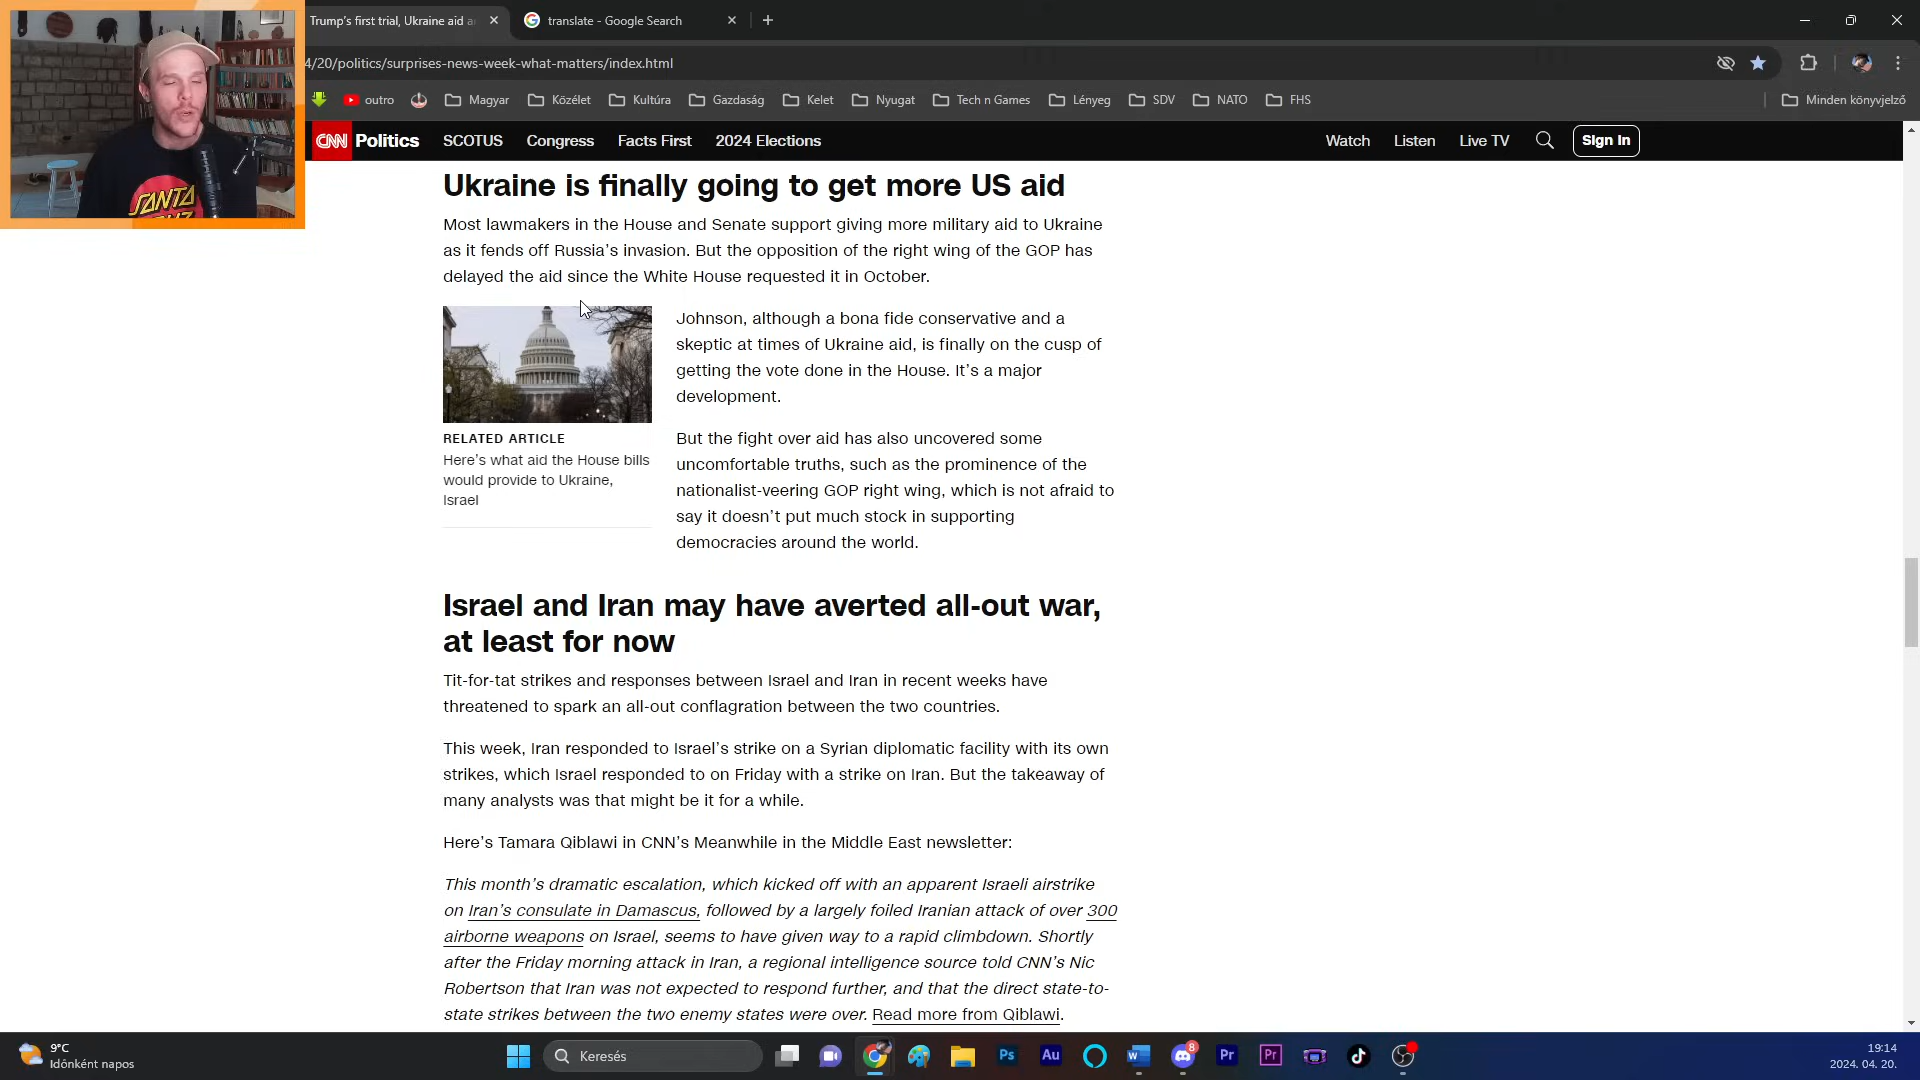 Trump's first trial, Ukraine aid a
translate - Google Search
4/20/politics/surprises-news-week-what-matters/index.html
outro
Magyar
Közélet
Kultúra
Gazdaság
Kelet
Nyugat
Tech n Games
Lényeg
SDV
NATO
FHS
Minden könyvjelző
CNN Politics
SCOTUS
Congress
Facts First
2024 Elections
Watch
Listen
Live TV
Sign In
SANTA
Ukraine is finally going to get more US aid
Most lawmakers in the House and Senate support giving more military aid to Ukraine
as it fends off Russia's invasion. But the opposition of the right wing of the GOP has
delayed the aid since the White House requested it in October.
RELATED ARTICLE
Here's what aid the House bills
would provide to Ukraine,
Israel
Johnson, although a bona fide conservative and a
skeptic at times of Ukraine aid, is finally on the cusp of
getting the vote done in the House. It's a major
development.
But the fight over aid has also uncovered some
uncomfortable truths, such as the prominence of the
nationalist-veering GOP right wing, which is not afraid to
say it doesn't put much stock in supporting
democracies around the world.
Israel and Iran may have averted all-out war,
at least for now
Tit-for-tat strikes and responses between Israel and Iran in recent weeks have
threatened to spark an all-out conflagration between the two countries.
This week, Iran responded to Israel's strike on a Syrian diplomatic facility with its own
strikes, which Israel responded to on Friday with a strike on Iran. But the takeaway of
many analysts was that might be it for a while.
Here's Tamara Qiblawi in CNN's Meanwhile in the Middle East newsletter:
This month's dramatic escalation, which kicked off with an apparent Israeli airstrike
on Iran's consulate in Damascus, followed by a largely foiled Iranian attack of over 300
airborne weapons on Israel, seems to have given way to a rapid climbdown. Shortly
after the Friday morning attack in Iran, a regional intelligence source told CNN's Nic
Robertson that Iran was not expected to respond further, and that the direct state-to-
state strikes between the two enemy states were over. Read more from Qiblawi.
9°C
Időnként napos
Keresés
Ps
Au
W
8
Pr
Pr
19:14
2024. 04. 20.